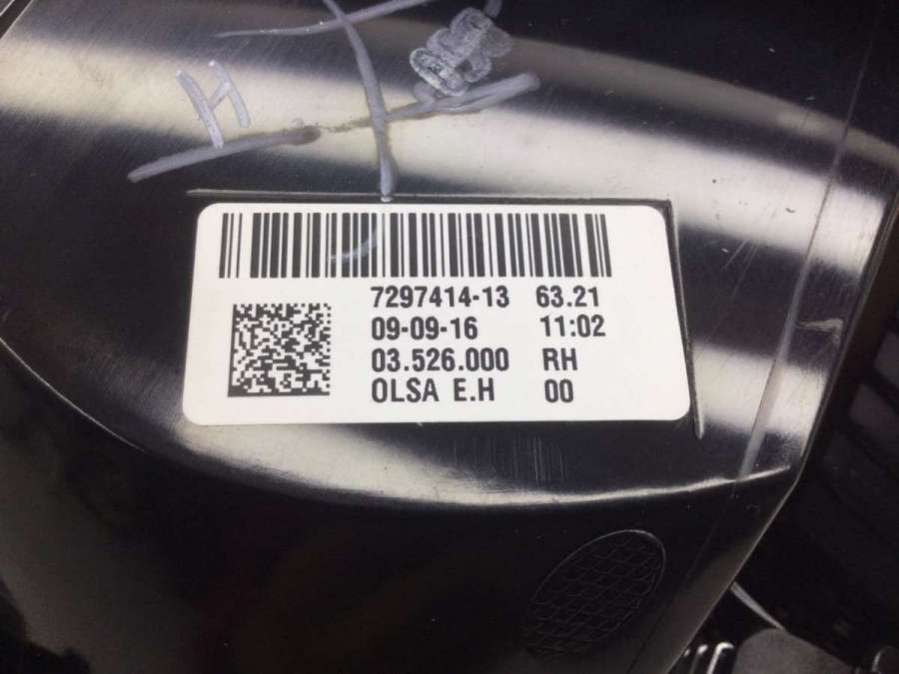 H
7297414-13 63.21
09-09-16 11:02
03.526.000 RH
OLSA E.H 00